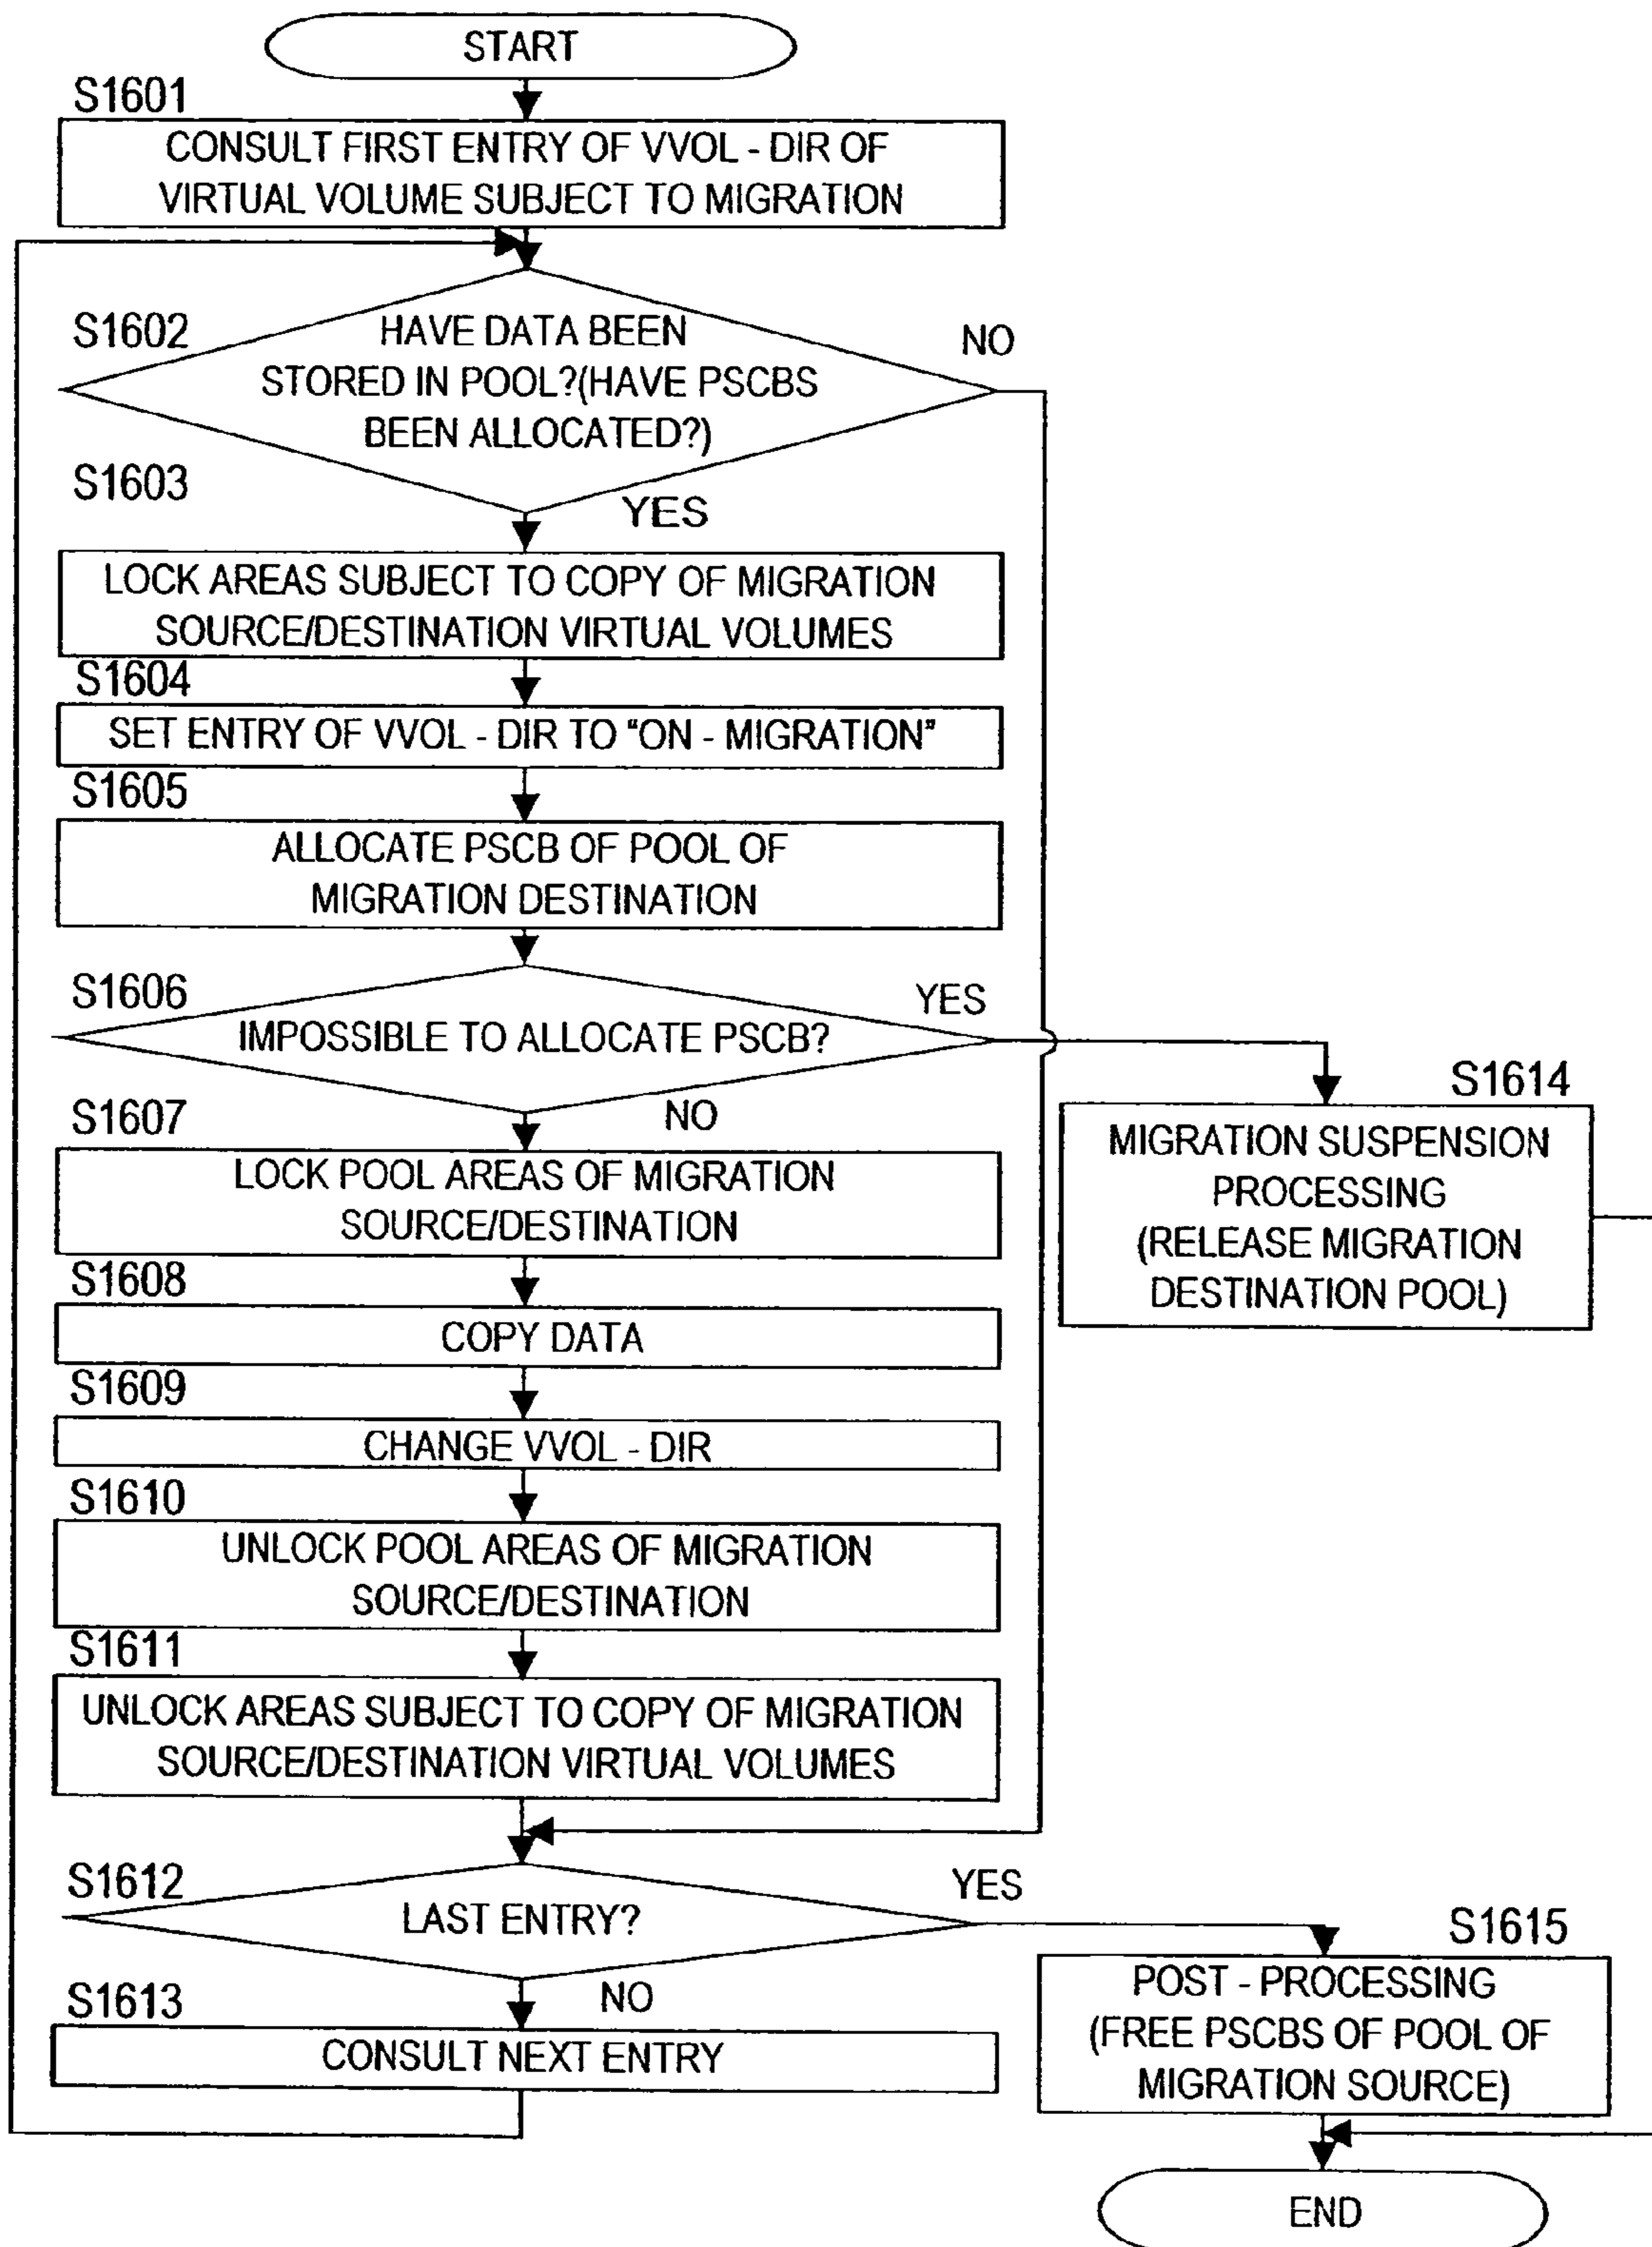 START
S1601
CONSULT FIRST ENTRY OF VVOL - DIR OF
VIRTUAL VOLUME SUBJECT TO MIGRATION
S1602
HAVE DATA BEEN
STORED IN POOL?(HAVE PSCBS
BEEN ALLOCATED?)
NO
S1603
YES
LOCK AREAS SUBJECT TO COPY OF MIGRATION
SOURCE/DESTINATION VIRTUAL VOLUMES
S1604
SET ENTRY OF VVOL - DIR TO "ON - MIGRATION"
S1605
ALLOCATE PSCB OF POOL OF
MIGRATION DESTINATION
S1606
IMPOSSIBLE TO ALLOCATE PSCB?
YES
NO
S1614
MIGRATION SUSPENSION
PROCESSING
(RELEASE MIGRATION
DESTINATION POOL)
S1607
LOCK POOL AREAS OF MIGRATION
SOURCE/DESTINATION
S1608
COPY DATA
S1609
CHANGE VVOL - DIR
S1610
UNLOCK POOL AREAS OF MIGRATION
SOURCE/DESTINATION
S1611
UNLOCK AREAS SUBJECT TO COPY OF MIGRATION
SOURCE/DESTINATION VIRTUAL VOLUMES
S1612
LAST ENTRY?
YES
NO
S1613
CONSULT NEXT ENTRY
S1615
POST - PROCESSING
(FREE PSCBS OF POOL OF
MIGRATION SOURCE)
END